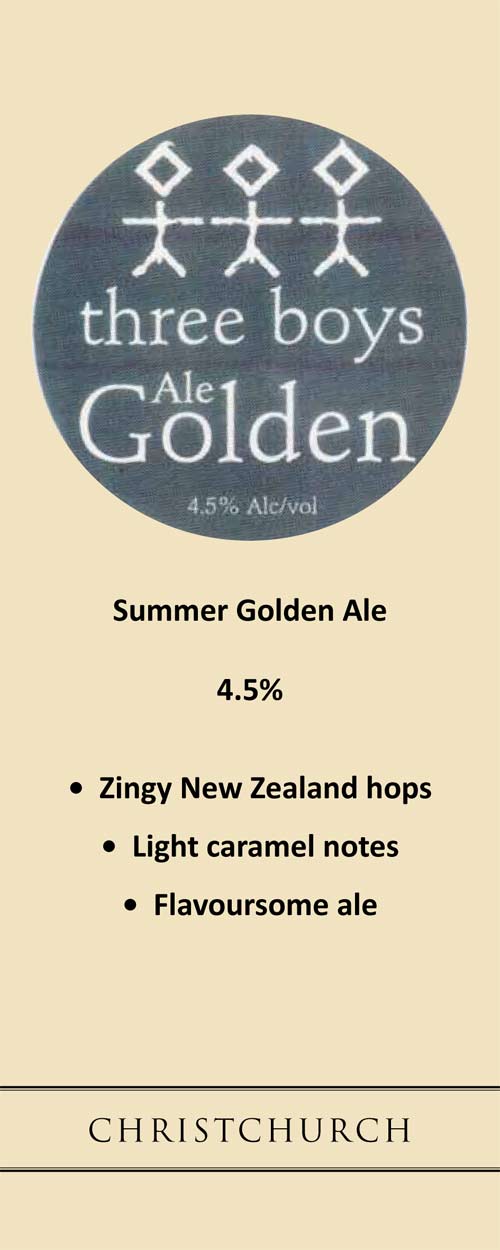 three boys
Ale
Golden
4.5% Alc/vol
Summer Golden Ale
4.5%
• Zingy New Zealand hops
• Light caramel notes
• Flavoursome ale
CHRISTCHURCH